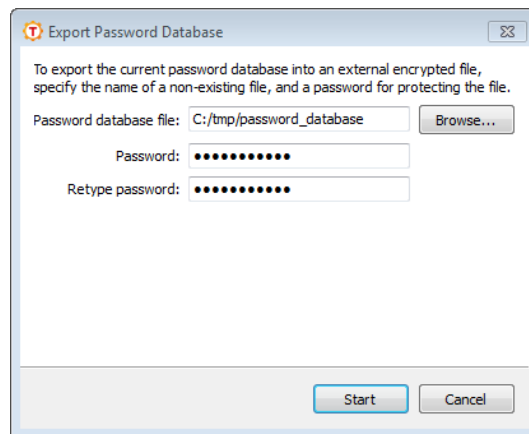 Export Password Database
To export the current password database into an external encrypted file,
specify the name of a non-existing file, and a password for protecting the file.
Password database file: C:/tmp/password_database Browse...
Password: ●●●●●●●●●●●
Retype password: ●●●●●●●●●●●
Start Cancel